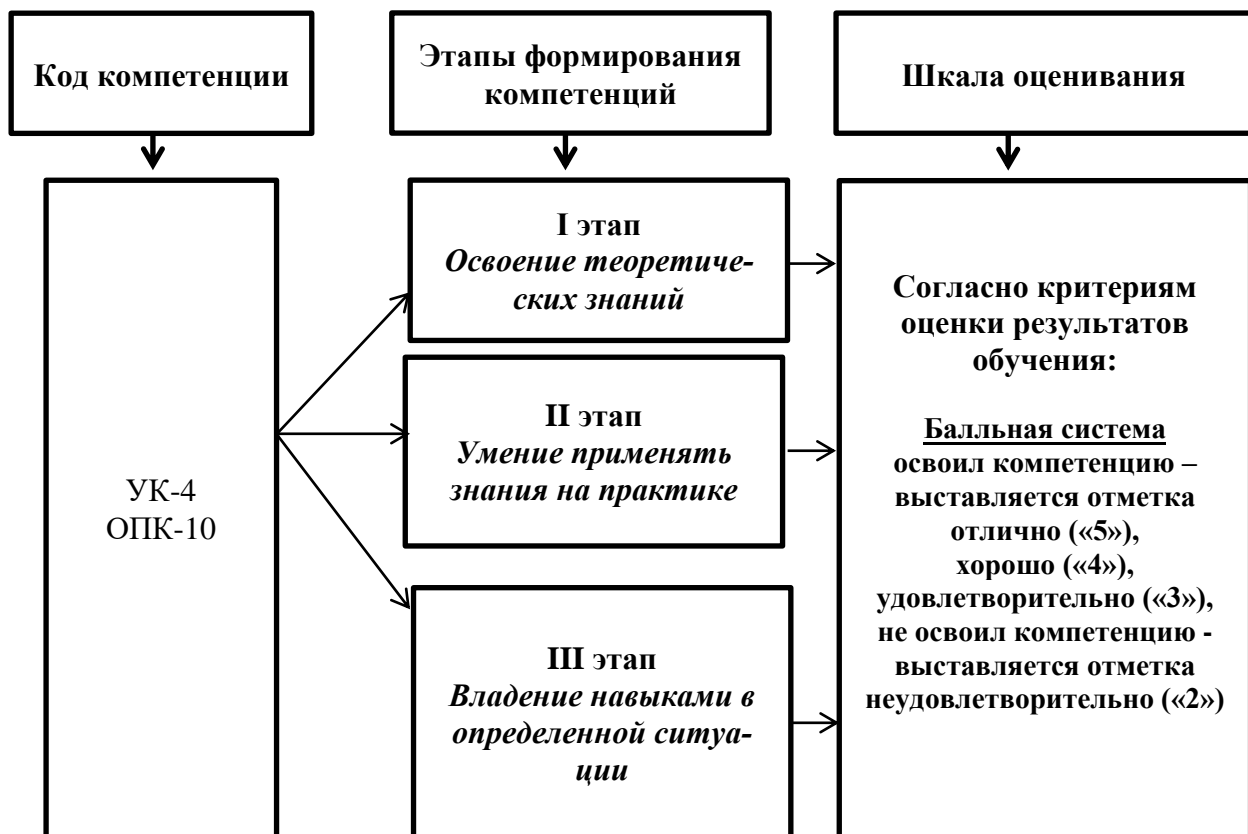 Код компетенции
Этапы формирования
компетенций
Шкала оценивания
УК-4
ОПК-10
I этап
Освоение теоретиче-
ских знаний
II этап
Умение применять
знания на практике
III этап
Владение навыками в
определенной ситуа-
ции
Согласно критериям
оценки результатов
обучения:
Балльная система
освоил компетенцию –
выставляется отметка
отлично («5»),
хорошо («4»),
удовлетворительно («3»),
не освоил компетенцию -
выставляется отметка
неудовлетворительно («2»)